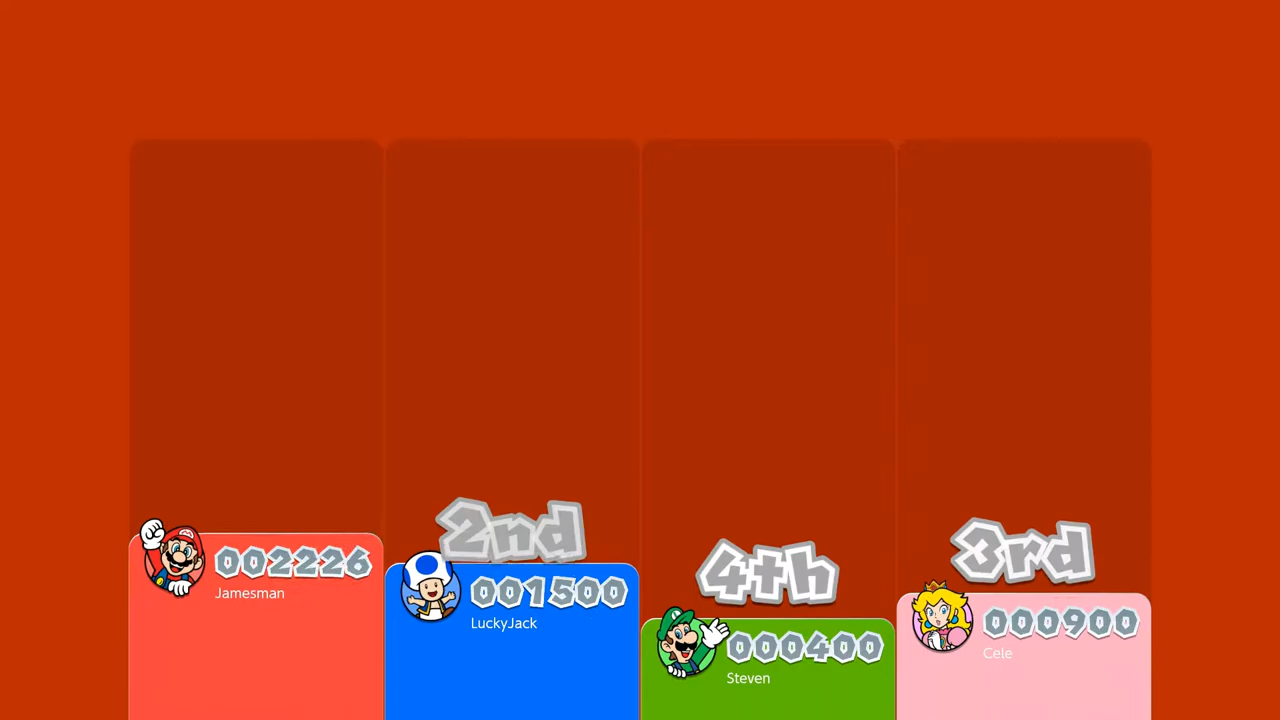 002226
Jamesman
2nd
001500
LuckyJack
4th
000400
Steven
3rd
000900
Cele